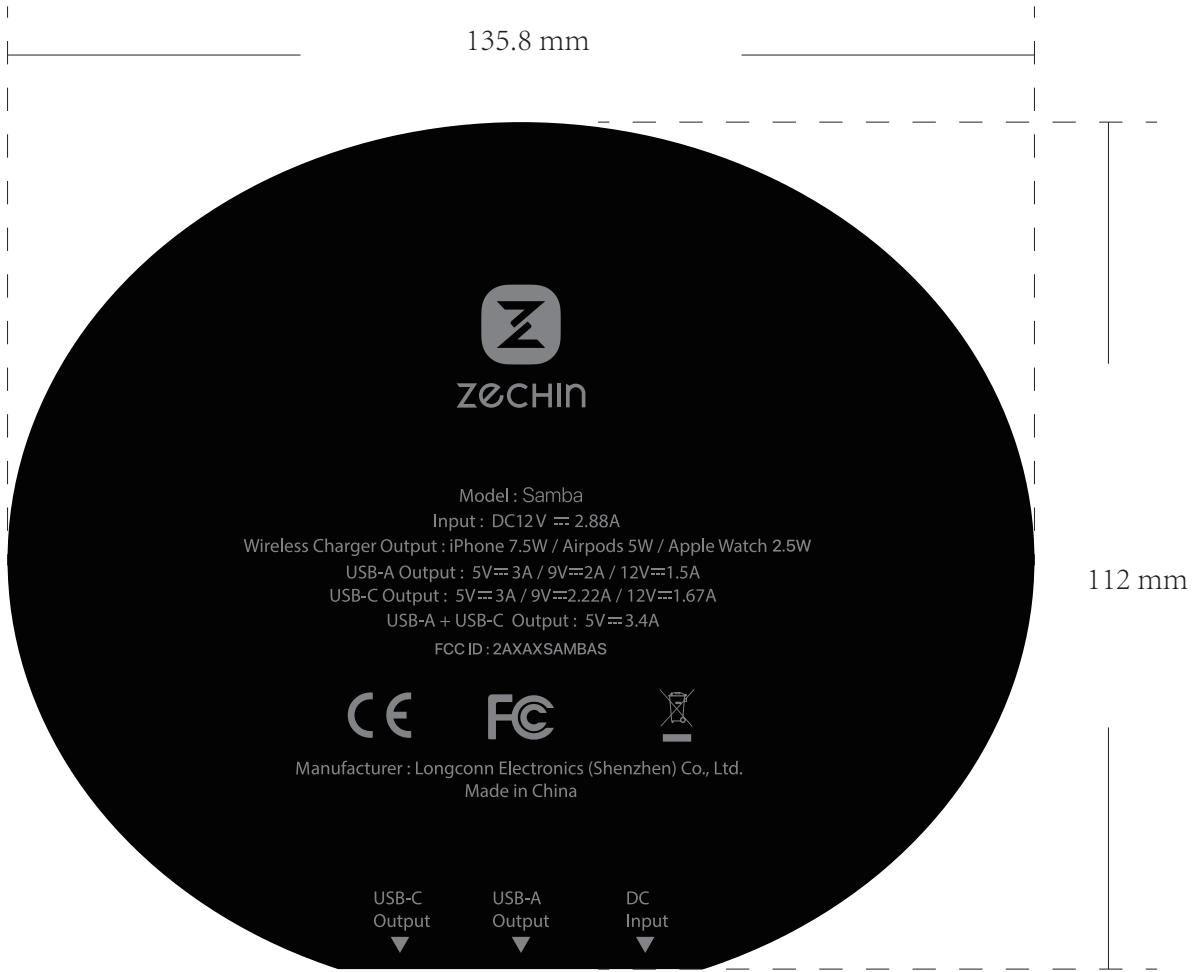 135.8 mm
ZeCHIn
Model : Samba
Input : DC12V ⎓ 2.88A
Wireless Charger Output : iPhone 7.5W / Airpods 5W / Apple Watch 2.5W
USB-A Output : 5V⎓3A / 9V⎓2A / 12V⎓1.5A
USB-C Output : 5V⎓3A / 9V⎓2.22A / 12V⎓1.67A
USB-A + USB-C Output : 5V⎓3.4A
112 mm
FCC ID : 2AXAXSAMBAS
CE FC
Manufacturer : Longconn Electronics (Shenzhen) Co., Ltd.
Made in China
USB-C USB-A DC
Output Output Input